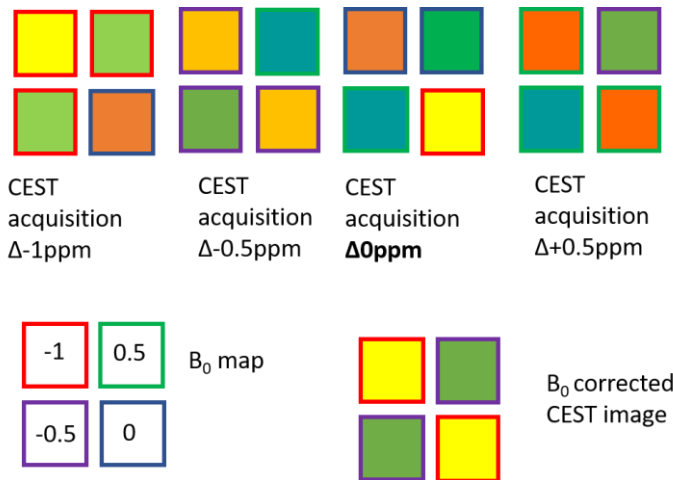 CEST
acquisition
Δ-1ppm
CEST
acquisition
Δ-0.5ppm
CEST
acquisition
Δ0ppm
CEST
acquisition
Δ+0.5ppm
-1
0.5
-0.5
0
B₀ map
B₀ corrected
CEST image